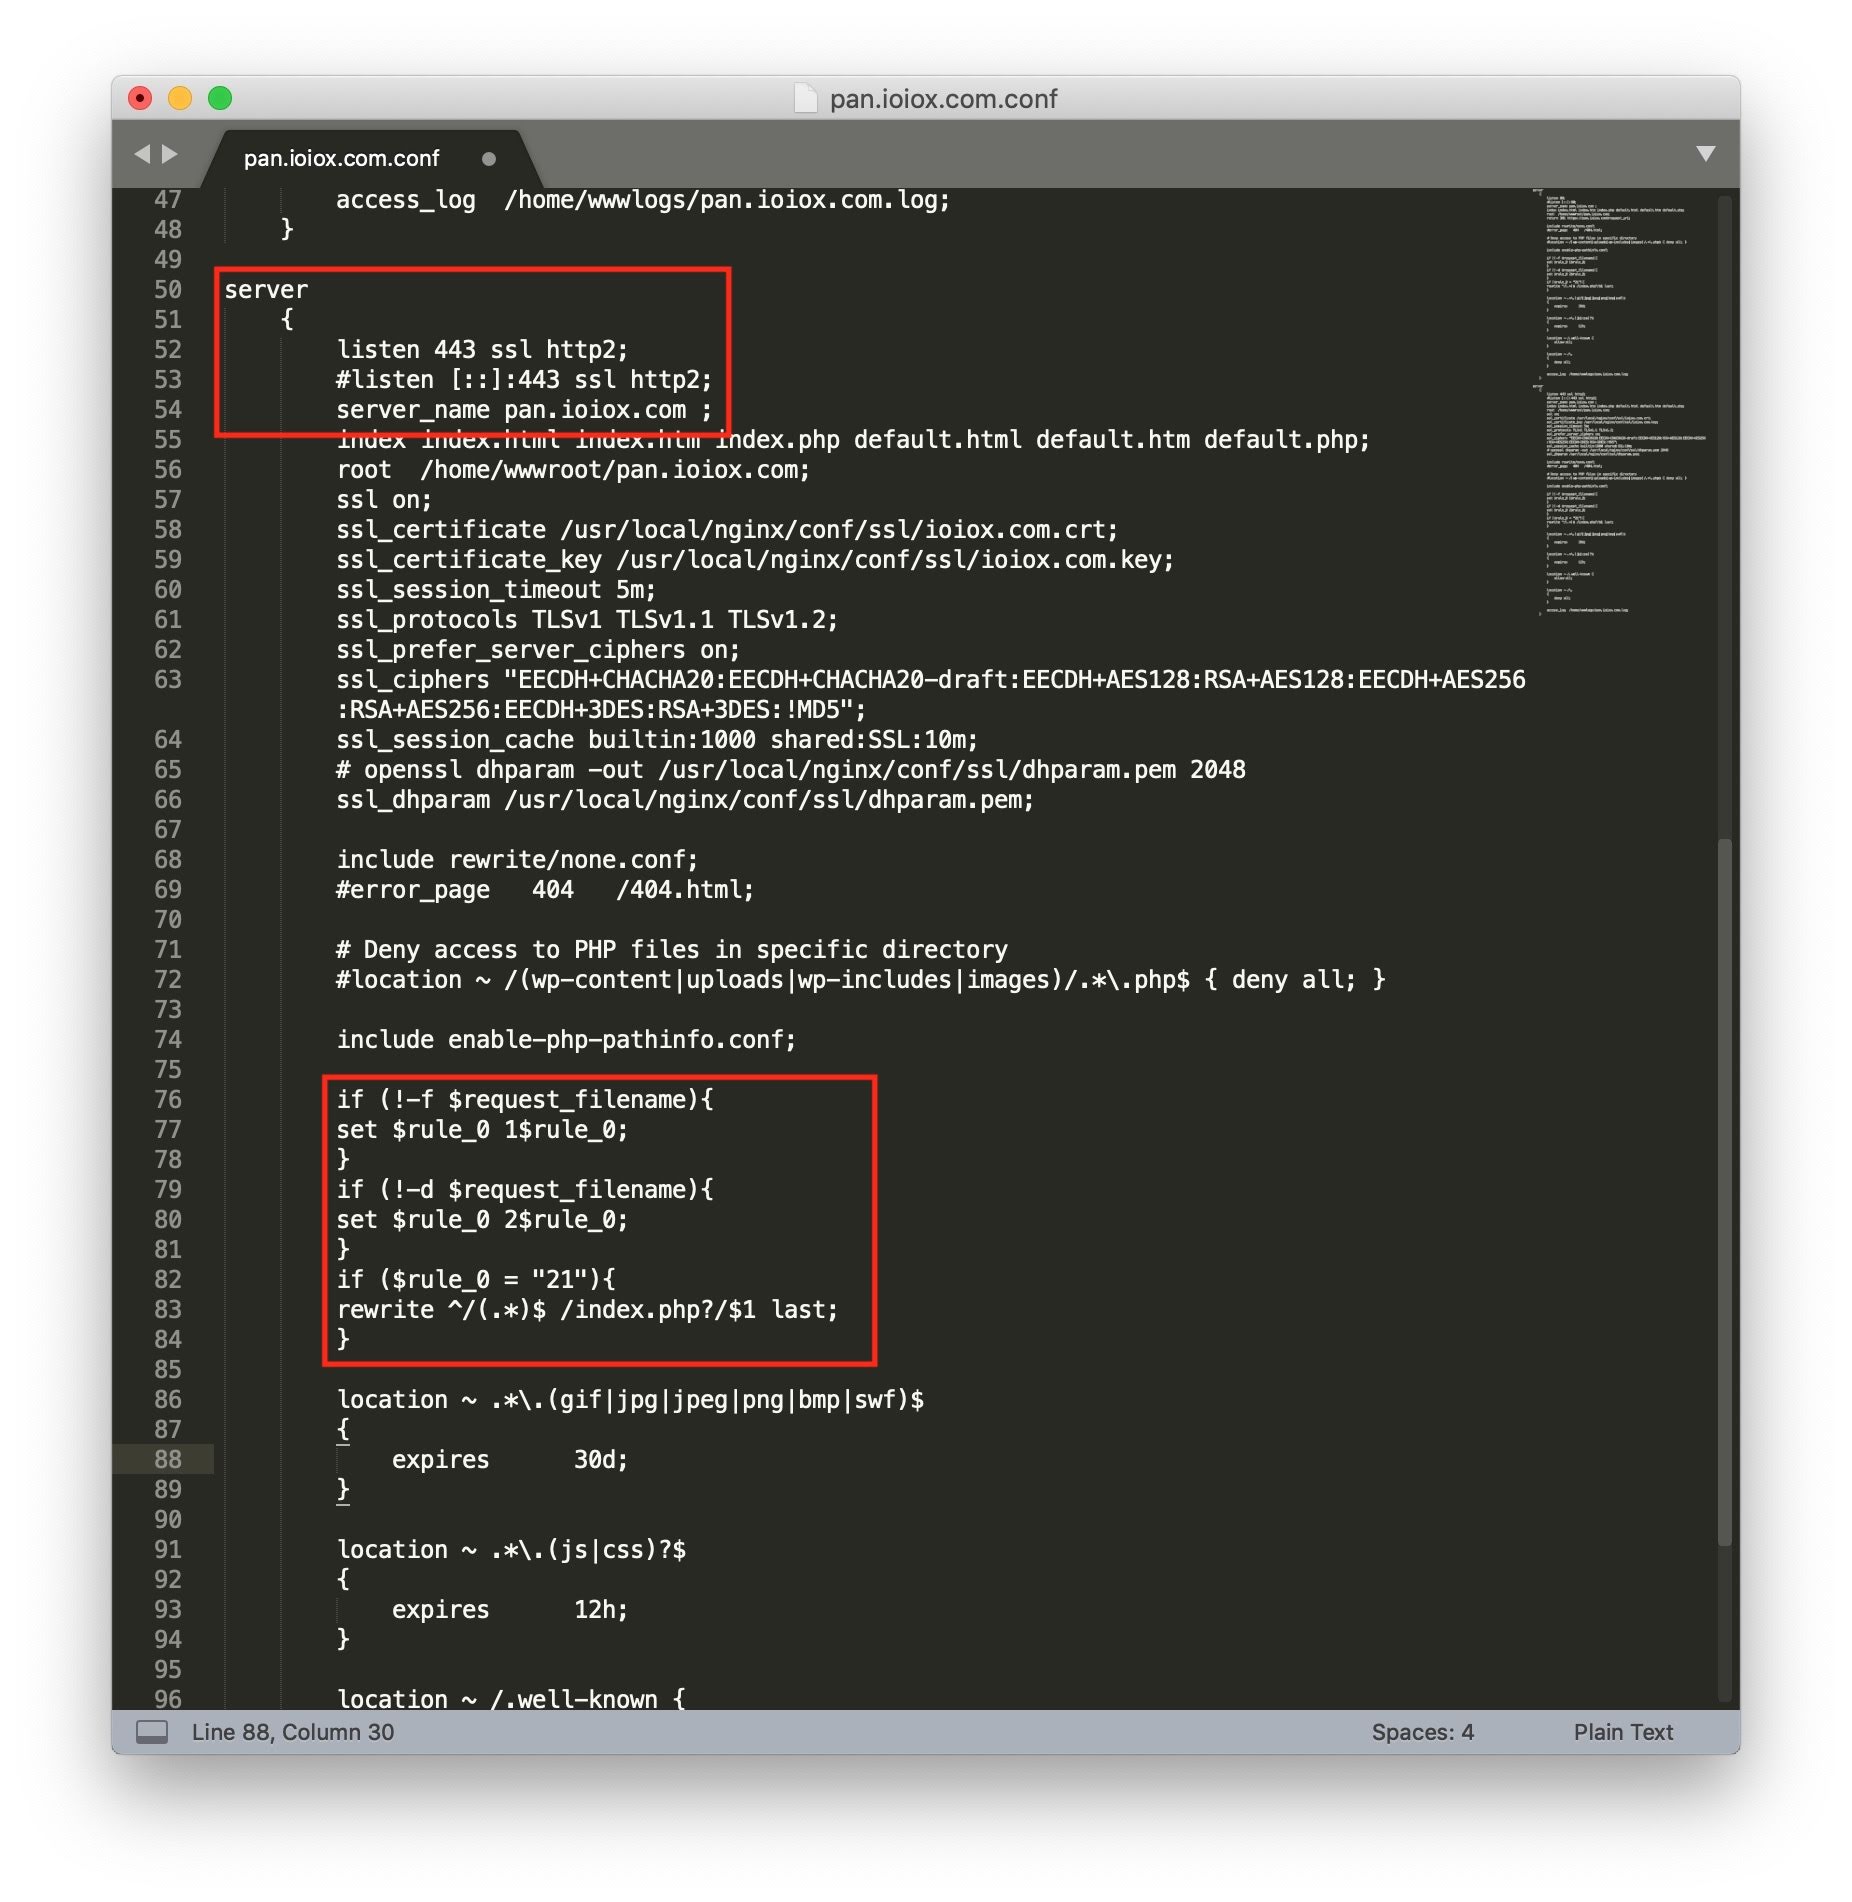 pan.ioiox.com.conf
pan.ioiox.com.conf
47 access_log  /home/wwwlogs/pan.ioiox.com.log;
48 }
49
50 server
51 {
52 listen 443 ssl http2;
53 #listen [::]:443 ssl http2;
54 server_name pan.ioiox.com ;
55 index index.html index.htm index.php default.html default.htm default.php;
56 root  /home/wwwroot/pan.ioiox.com;
57 ssl on;
58 ssl_certificate /usr/local/nginx/conf/ssl/ioiox.com.crt;
59 ssl_certificate_key /usr/local/nginx/conf/ssl/ioiox.com.key;
60 ssl_session_timeout 5m;
61 ssl_protocols TLSv1 TLSv1.1 TLSv1.2;
62 ssl_prefer_server_ciphers on;
63 ssl_ciphers "EECDH+CHACHA20:EECDH+CHACHA20-draft:EECDH+AES128:RSA+AES128:EECDH+AES256
:RSA+AES256:EECDH+3DES:RSA+3DES:!MD5";
64 ssl_session_cache builtin:1000 shared:SSL:10m;
65 # openssl dhparam -out /usr/local/nginx/conf/ssl/dhparam.pem 2048
66 ssl_dhparam /usr/local/nginx/conf/ssl/dhparam.pem;
67
68 include rewrite/none.conf;
69 #error_page   404   /404.html;
70
71 # Deny access to PHP files in specific directory
72 #location ~ /(wp-content|uploads|wp-includes|images)/.*\.php$ { deny all; }
73
74 include enable-php-pathinfo.conf;
75
76 if (!-f $request_filename){
77 set $rule_0 1$rule_0;
78 }
79 if (!-d $request_filename){
80 set $rule_0 2$rule_0;
81 }
82 if ($rule_0 = "21"){
83 rewrite ^/(.*)$ /index.php?/$1 last;
84 }
85
86 location ~ .*\.(gif|jpg|jpeg|png|bmp|swf)$
87 {
88 expires      30d;
89 }
90
91 location ~ .*\.(js|css)?$
92 {
93 expires      12h;
94 }
95
96 location ~ /.well-known {
Line 88, Column 30
Spaces: 4
Plain Text